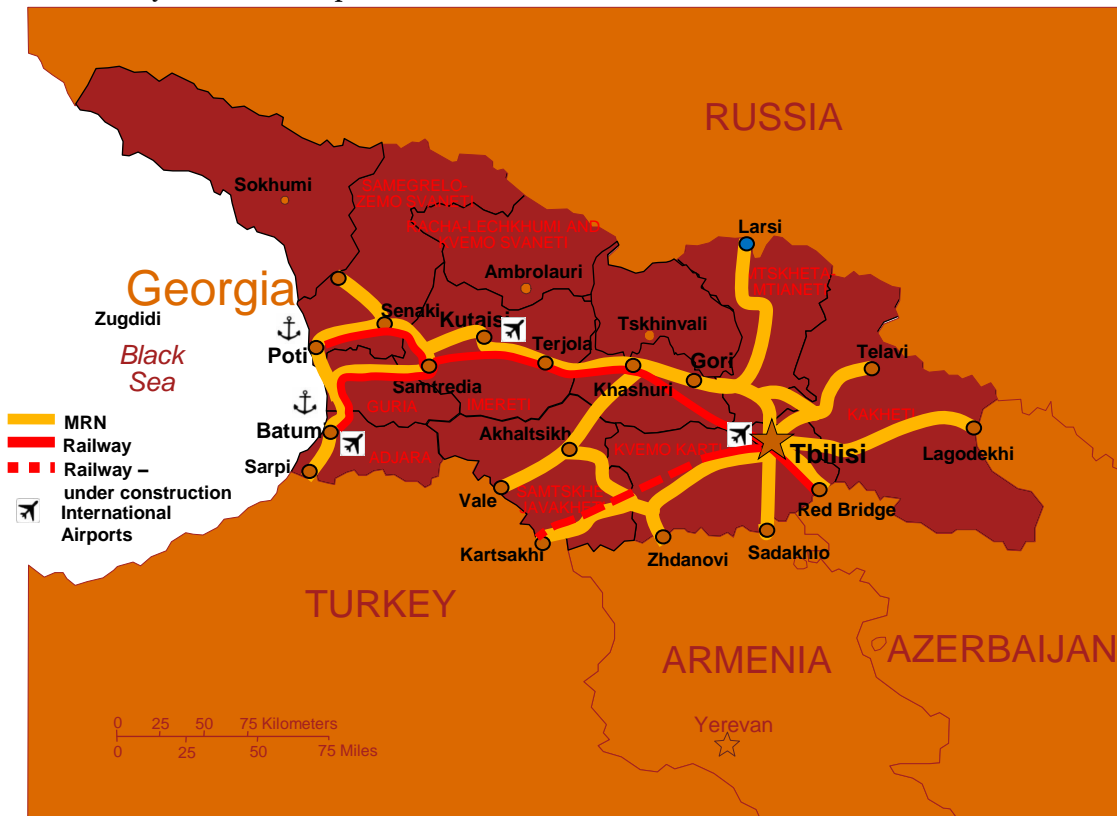 RUSSIA
Sokhumi
SAMEGRELO-
ZEMO SVANETI
RACHA-LECHKHUMI AND
KVEMO SVANETI
Larsi
MTSKHETA-
MTIANETI
Georgia
Ambrolauri
Zugdidi
Senaki
Kutaisi
Tskhinvali
Poti
Black
Sea
Terjola
Gori
Telavi
Samtredia
Khashuri
GURIA
IMERETI
KAKHETI
MRN
Railway
Railway –
under construction
International
Airports
Batum
Akhaltsikh
KVEMO KARTLI
Tbilisi
Lagodekhi
Sarpi
ADJARA
Vale
SAMTSKHE
JAVAKHETI
Red Bridge
Kartsakhi
Zhdanovi
Sadakhlo
TURKEY
ARMENIA
AZERBAIJAN
Yerevan
0 25 50 75 Kilometers
0 25 50 75 Miles